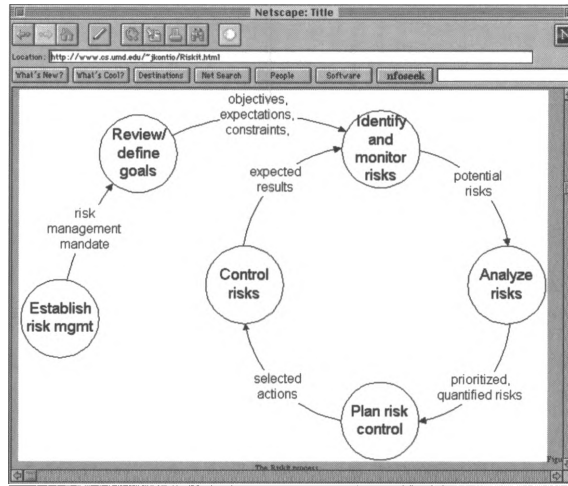 Netscape: Title
N
Location: http://www.cs.umd.edu/~jkontio/Riskit.html
What's New?
What's Cool?
Destinations
Net Search
People
Software
nfoseek
Review/
define
goals
objectives,
expectations,
constraints,
Identify
and
monitor
risks
expected
results
potential
risks
risk
management
mandate
Control
risks
Analyze
risks
Establish
risk mgmt
selected
actions
prioritized,
quantified risks
Plan risk
control
The Riskit process
Figu